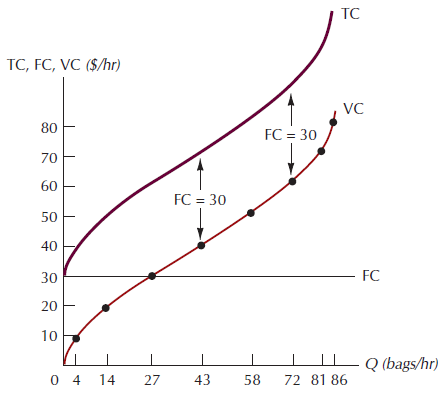 TC
TC, FC, VC ($/hr)
VC
80
FC = 30
70
60
FC = 30
50
40
30
FC
20
10
Q (bags/hr)
0 4 14 27 43 58 72 81 86